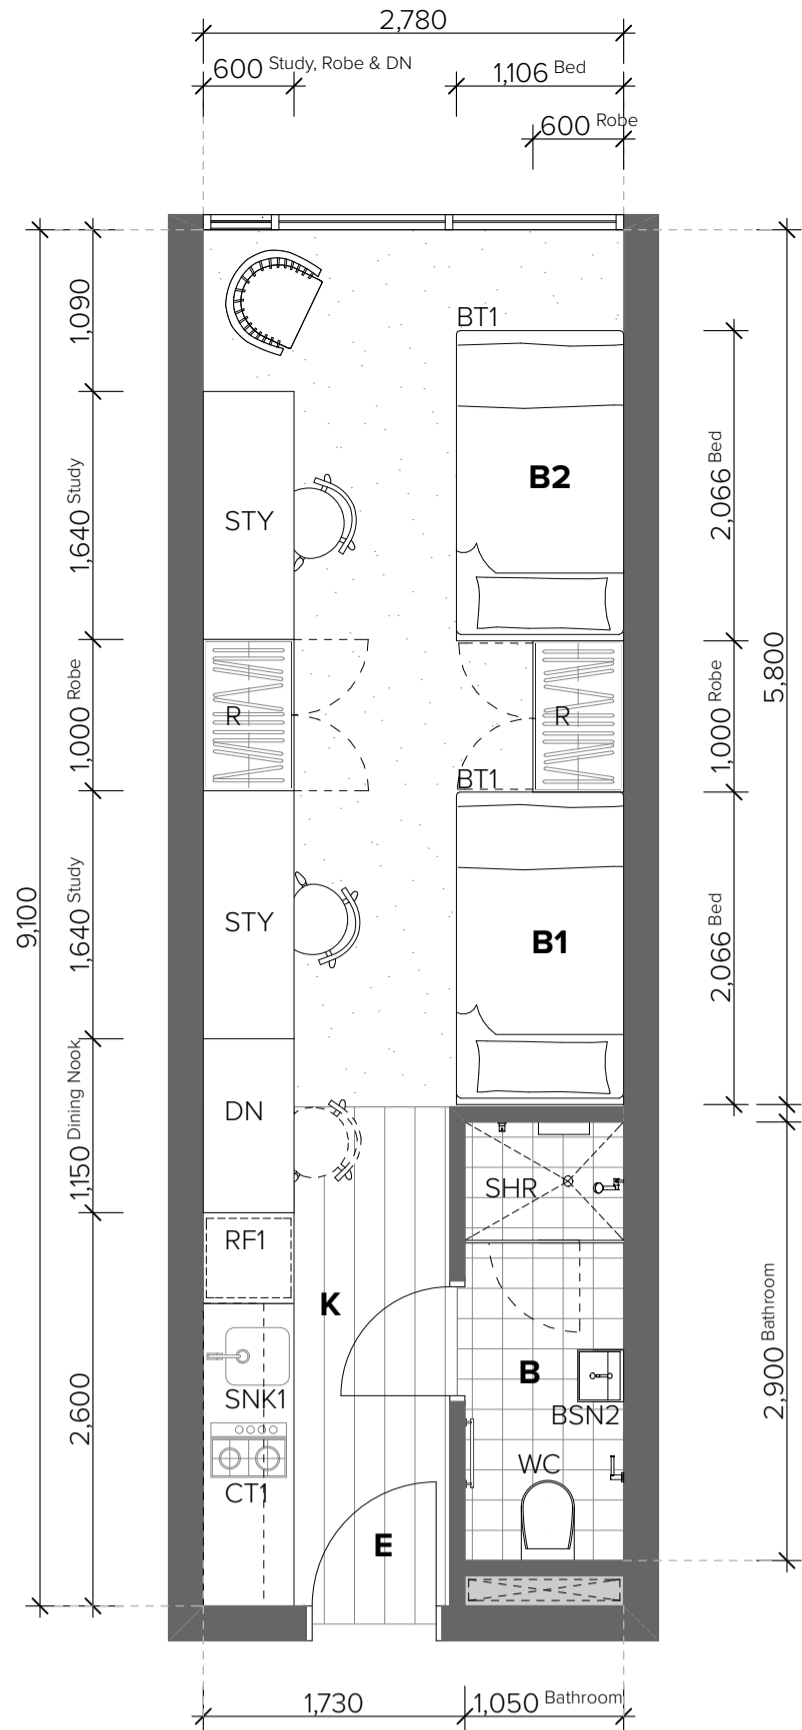 2,780
600 Study, Robe & DN
1,106 Bed
600 Robe
1,090
BT1
B2
2,066 Bed
1,640 Study
STY
5,800
1,000 Robe
R
R
1,000 Robe
BT1
9,100
1,640 Study
STY
B1
2,066 Bed
1,150 Dining Nook
DN
SHR
RF1
K
2,900 Bathroom
B
2,600
SNK1
BSN2
WC
CT1
E
1,730
1,050 Bathroom